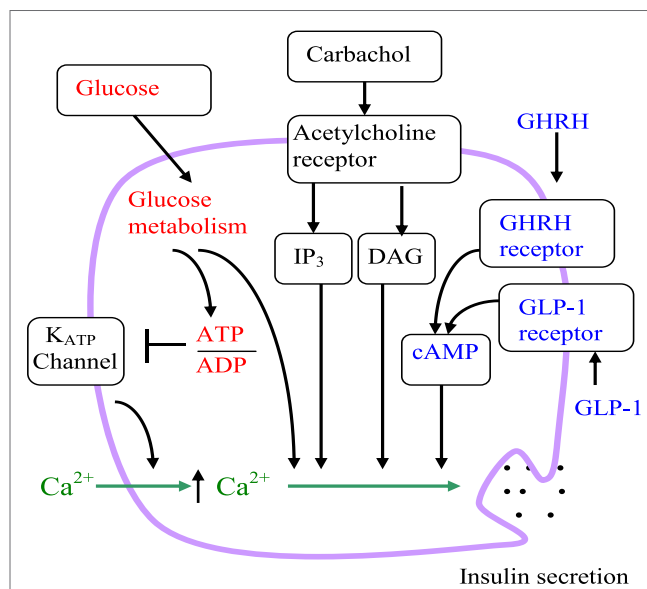 Carbachol
Glucose
Acetylcholine
receptor
GHRH
Glucose
metabolism
GHRH
receptor
IP₃
DAG
GLP-1
receptor
K_ATP
Channel
ATP
ADP
cAMP
GLP-1
Ca²⁺
Ca²⁺
Insulin secretion